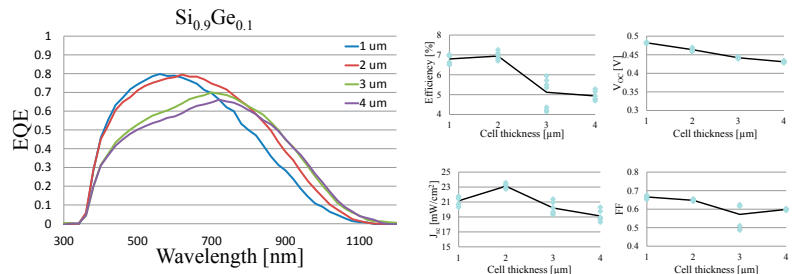 Si0.9Ge0.1
EQE
1
0.9
0.8
0.7
0.6
0.5
0.4
0.3
0.2
0.1
0
300 500 700 900 1100
Wavelength [nm]
1 um
2 um
3 um
4 um
Efficiency [%]
8
7
6
5
4
1 2 3 4
Cell thickness [μm]
VOC [V]
0.5
0.45
0.4
0.35
0.3
1 2 3 4
Cell thickness [μm]
Jsc [mW/cm2]
25
23
21
19
17
1 2 3 4
Cell thickness [μm]
FF
0.8
0.7
0.6
0.5
0.4
1 2 3 4
Cell thickness [μm]